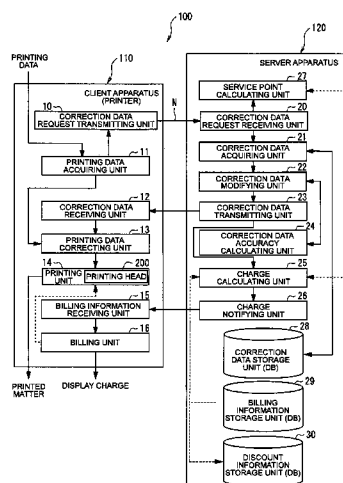 100
110
120
PRINTING
DATA
CLIENT APPARATUS
(PRINTER)
SERVER APPARATUS
10
CORRECTION DATA
REQUEST TRANSMITTING UNIT
N
11
PRINTING DATA
ACQUIRING UNIT
12
CORRECTION DATA
RECEIVING UNIT
13
PRINTING DATA
CORRECTING UNIT
14
200
PRINTING
UNIT
PRINTING HEAD
15
BILLING INFORMATION
RECEIVING UNIT
16
BILLING UNIT
PRINTED
MATTER
DISPLAY CHARGE
27
SERVICE POINT
CALCULATING UNIT
20
CORRECTION DATA
REQUEST RECEIVING UNIT
21
CORRECTION DATA
ACQUIRING UNIT
22
CORRECTION DATA
MODIFYING UNIT
23
CORRECTION DATA
TRANSMITTING UNIT
24
CORRECTION DATA
ACCURACY
CALCULATING UNIT
25
CHARGE
CALCULATING UNIT
26
CHARGE
NOTIFYING UNIT
28
CORRECTION
DATA STORAGE
UNIT (DB)
29
BILLING
INFORMATION
STORAGE UNIT (DB)
30
DISCOUNT
INFORMATION
STORAGE UNIT (DB)